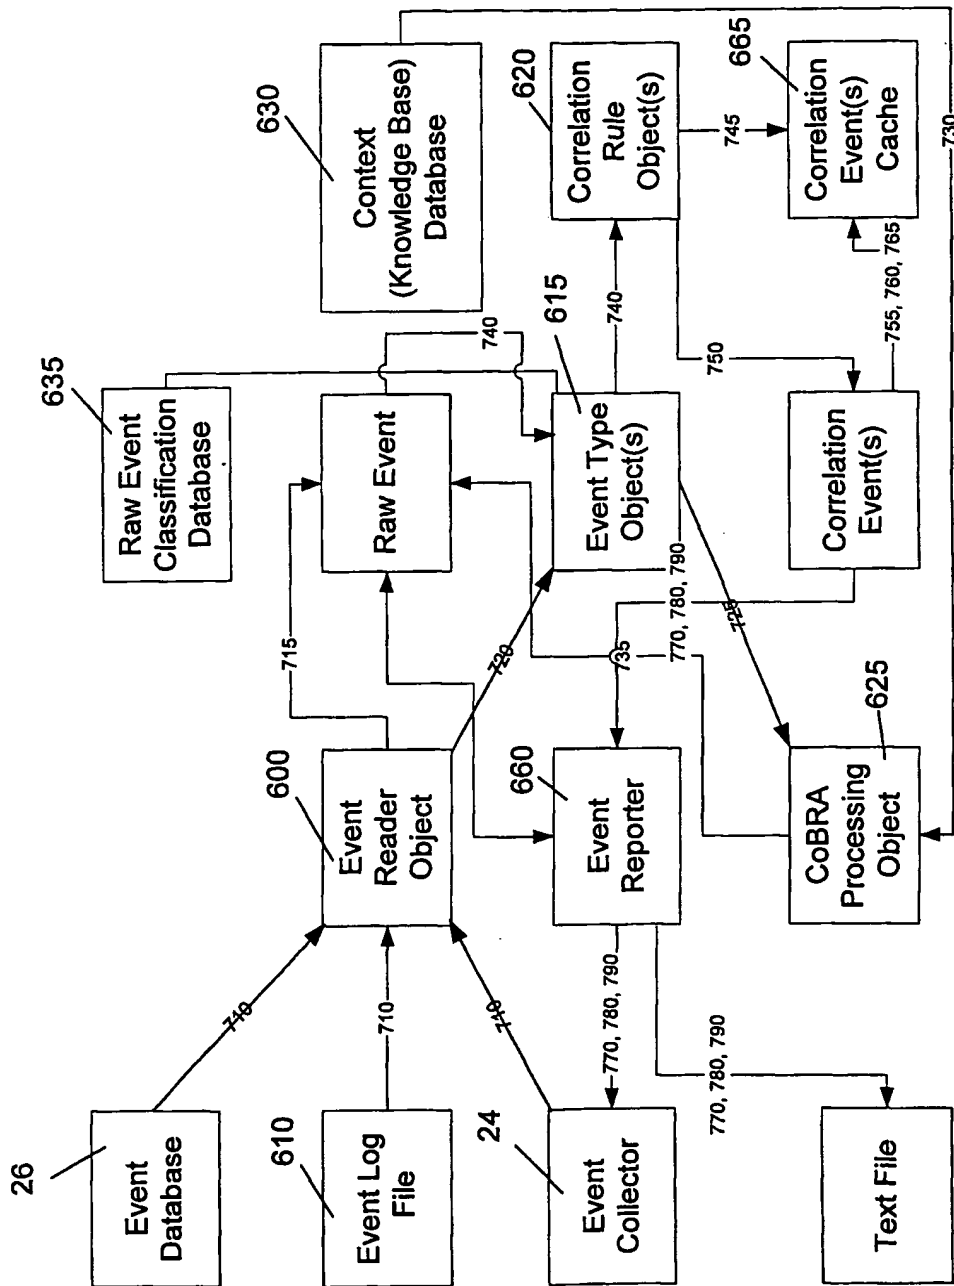 26
Event
Database
610
Event Log
File
24
Event
Collector
Text File
710
710
710
770, 780, 790
770, 780, 790
600
Event
Reader
Object
660
Event
Reporter
625
CoBRA
Processing
Object
715
720
735
770, 780, 790
725
635
Raw Event
Classification
Database
Raw Event
615
Event Type
Object(s)
Correlation
Event(s)
740
740
750
755, 760, 765
630
Context
(Knowledge Base)
Database
620
Correlation
Rule
Object(s)
745
665
Correlation
Event(s)
Cache
730